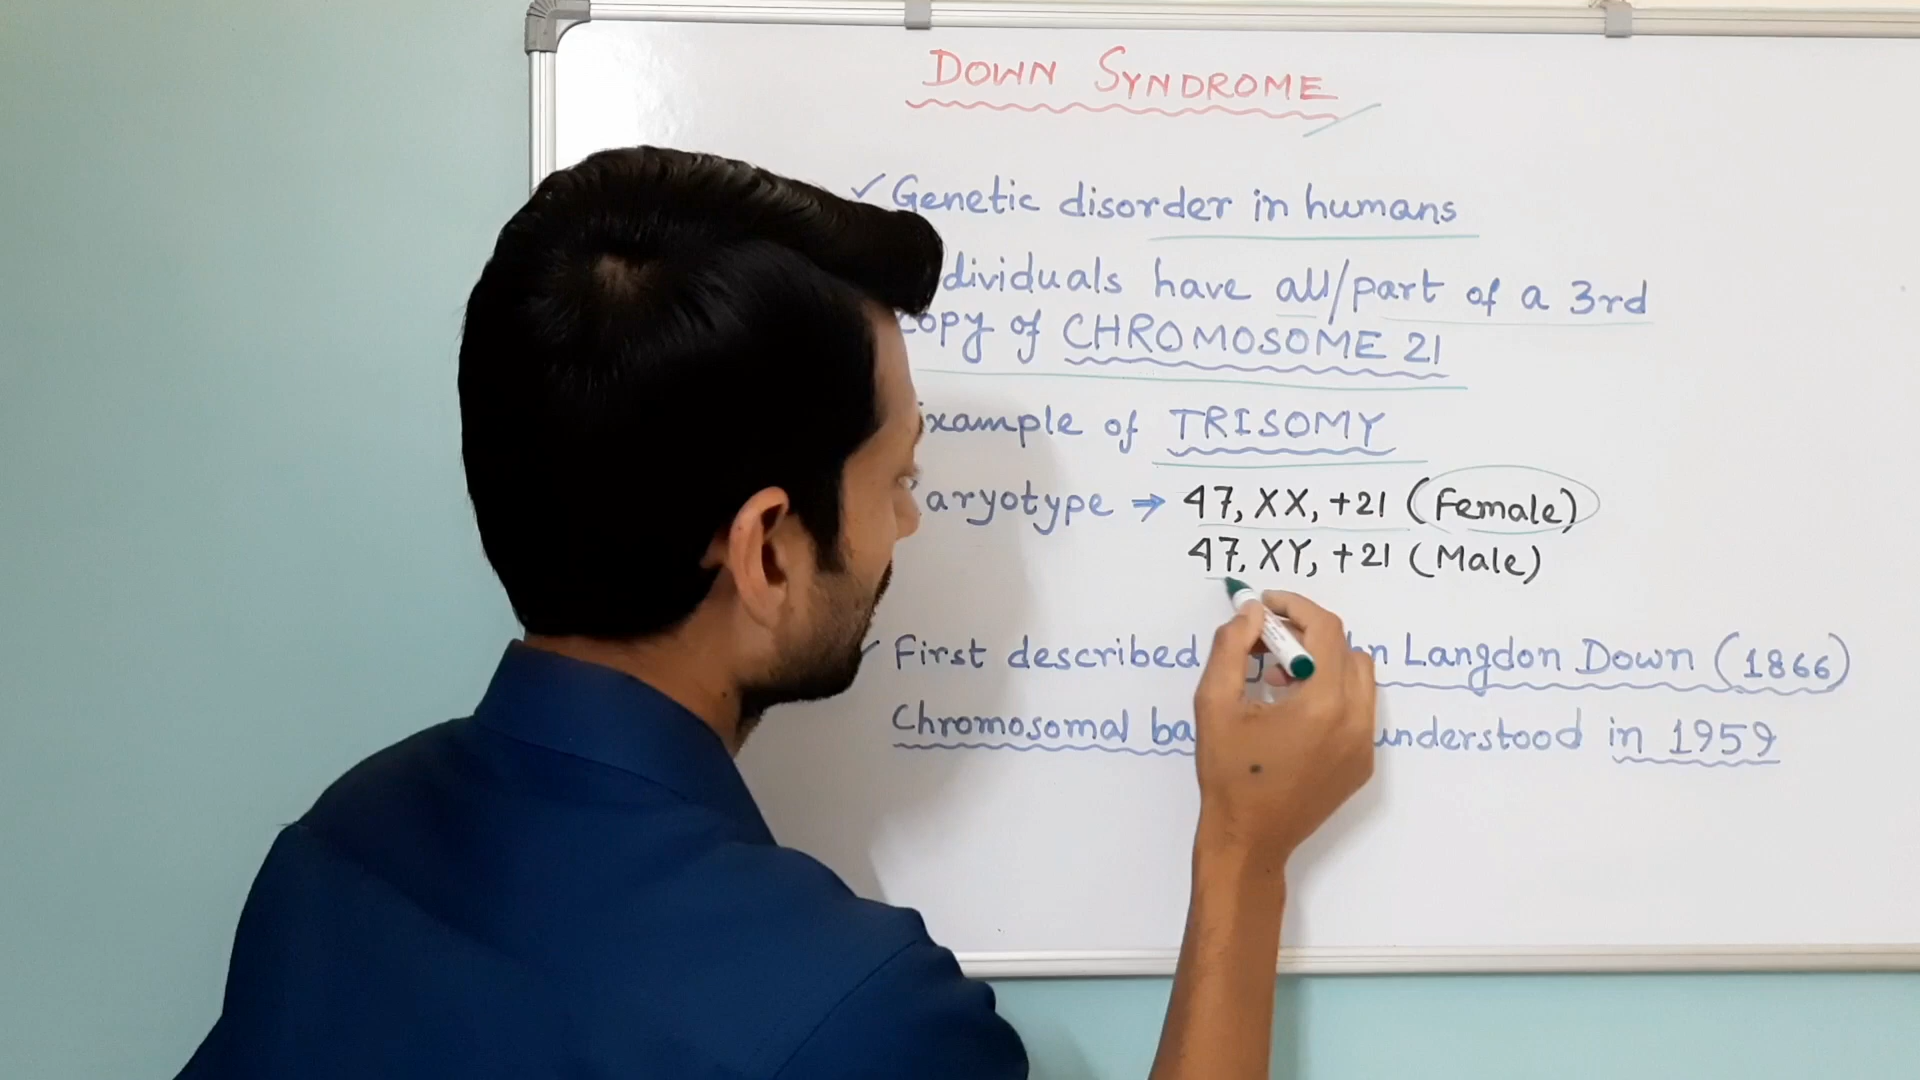 DOWN SYNDROME
✓ Genetic disorder in humans
dividuals have all/part of a 3rd
copy of CHROMOSOME 21
xample of TRISOMY
aryotype → 47, XX, +21 (Female)
47, XY, +21 (Male)
✓ First described Langdon Down (1866)
Chromosomal ba understood in 1959